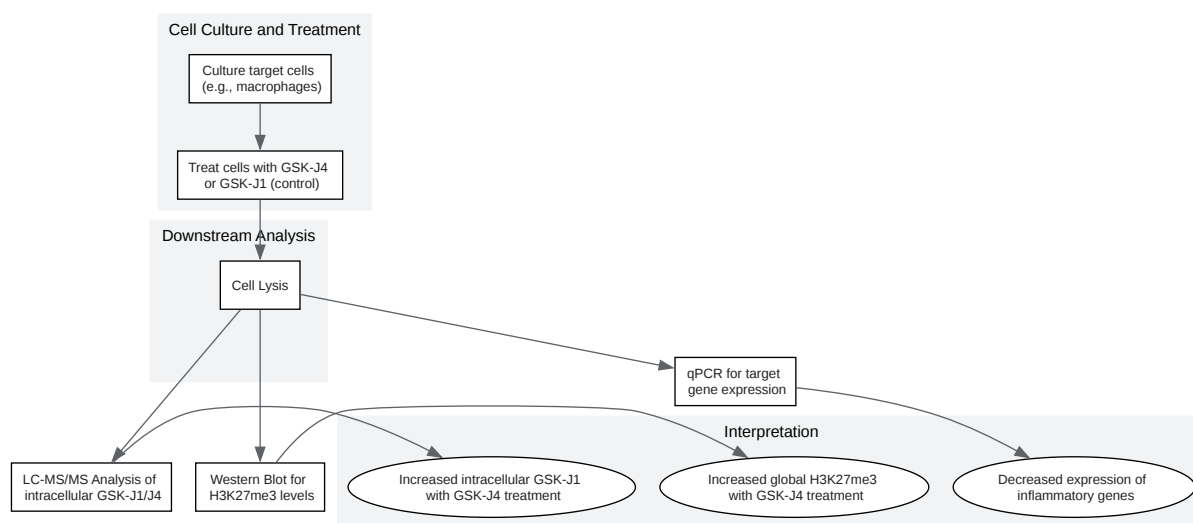 Cell Culture and Treatment
Culture target cells
(e.g., macrophages)
Treat cells with GSK-J4
or GSK-J1 (control)
Downstream Analysis
Cell Lysis
qPCR for target
gene expression
Interpretation
LC-MS/MS Analysis of
intracellular GSK-J1/J4
Western Blot for
H3K27me3 levels
Increased intracellular GSK-J1
with GSK-J4 treatment
Increased global H3K27me3
with GSK-J4 treatment
Decreased expression of
inflammatory genes